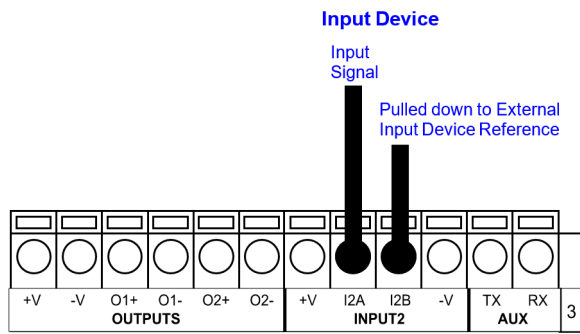 Input Device
Input
Signal
Pulled down to External
Input Device Reference
+V -V O1+ O1- O2+ O2- +V I2A I2B -V TX RX
OUTPUTS INPUT2 AUX
3